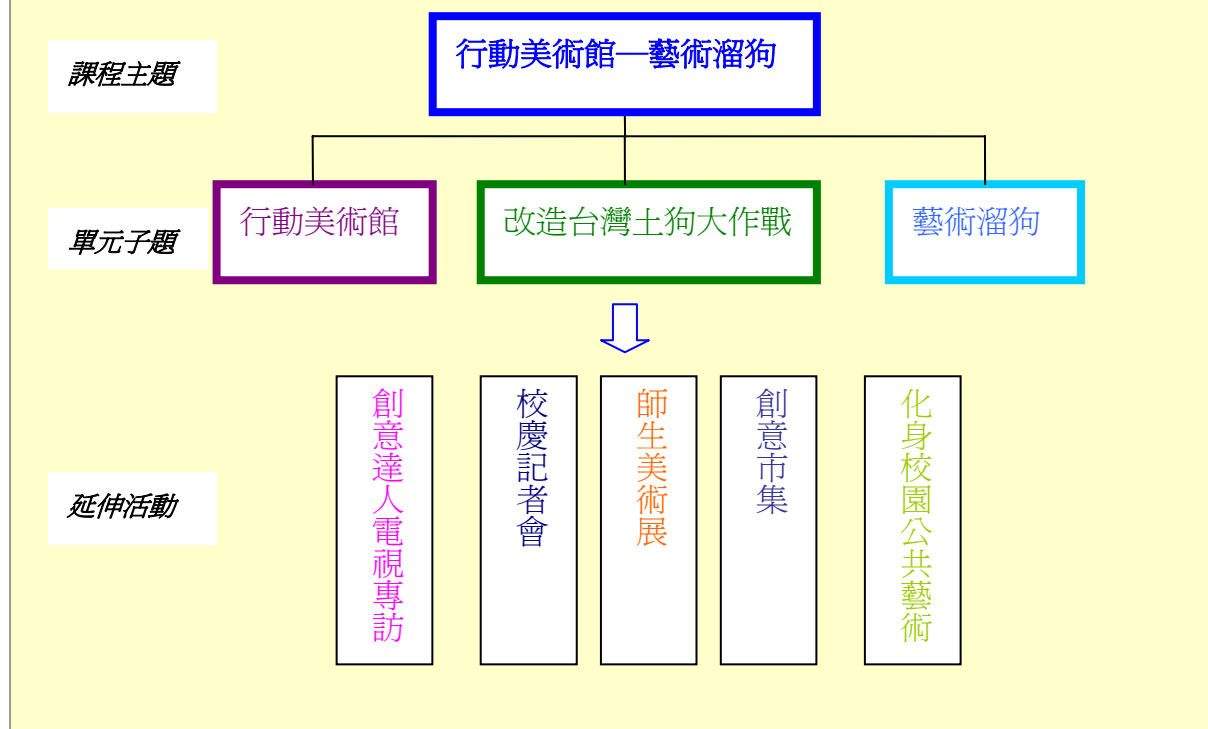 課程主題
行動美術館—藝術溜狗
單元子題
行動美術館
改造台灣土狗大作戰
藝術溜狗
延伸活動
創意達人電視專訪
校慶記者會
師生美術展
創意市集
化身校園公共藝術